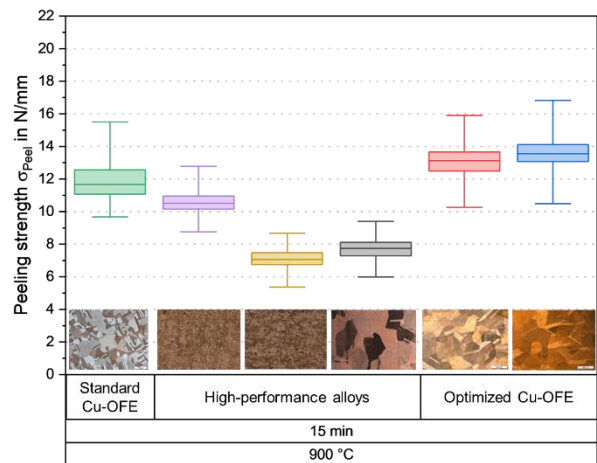 Peeling strength σPeel in N/mm
22
20
18
16
14
12
10
8
6
4
2
0
Standard
Cu-OFE
High-performance alloys
Optimized Cu-OFE
15 min
900 °C